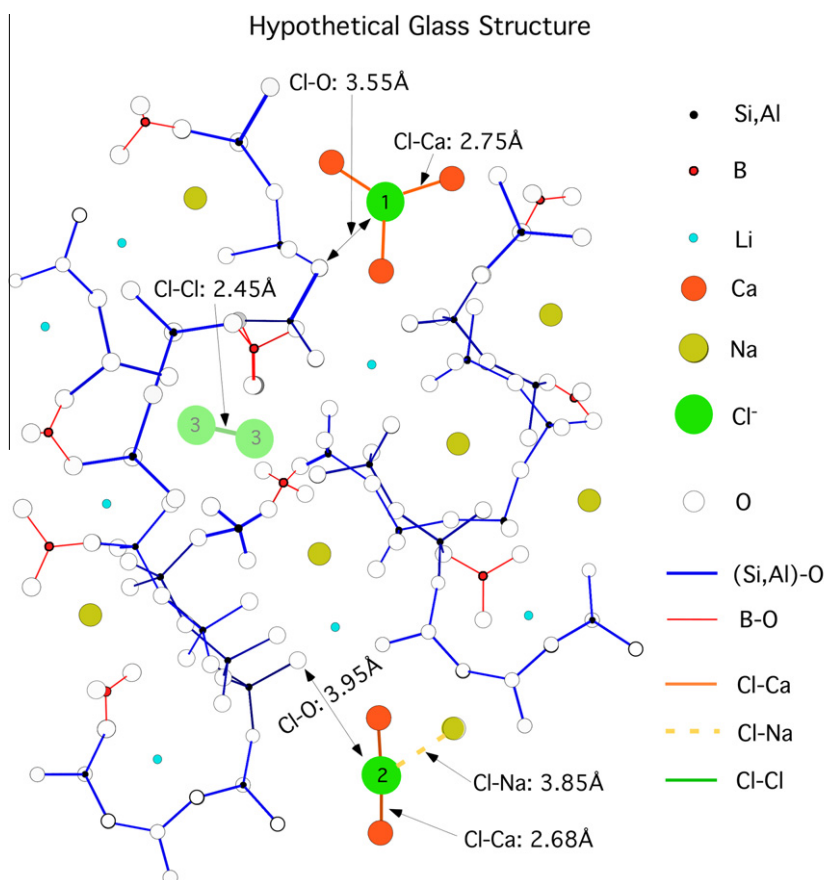 Hypothetical Glass Structure
Cl-O: 3.55Å
Cl-Ca: 2.75Å
1
Cl-Cl: 2.45Å
3
3
Cl-O: 3.95Å
2
Cl-Na: 3.85Å
Cl-Ca: 2.68Å
Si,Al
B
Li
Ca
Na
Cl⁻
O
(Si,Al)-O
B-O
Cl-Ca
Cl-Na
Cl-Cl